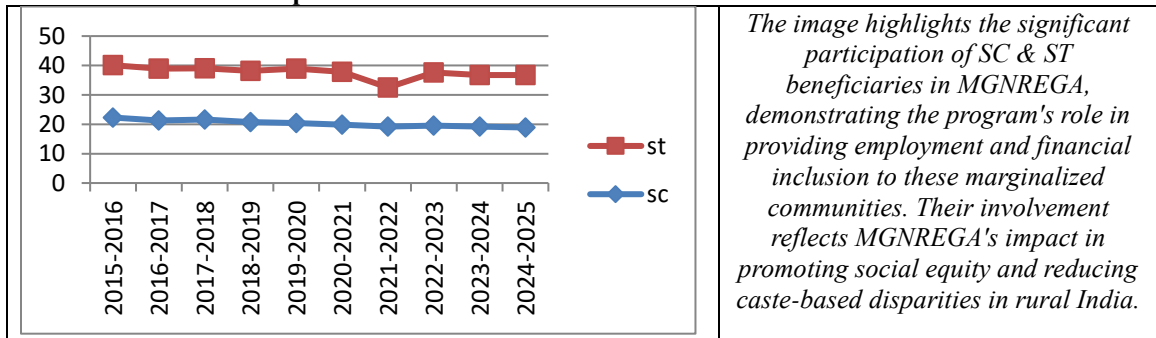 50
40
30
20
10
0
2015-2016
2016-2017
2017-2018
2018-2019
2019-2020
2020-2021
2021-2022
2022-2023
2023-2024
2024-2025
st
sc
The image highlights the significant
participation of SC & ST
beneficiaries in MGNREGA,
demonstrating the program's role in
providing employment and financial
inclusion to these marginalized
communities. Their involvement
reflects MGNREGA's impact in
promoting social equity and reducing
caste-based disparities in rural India.